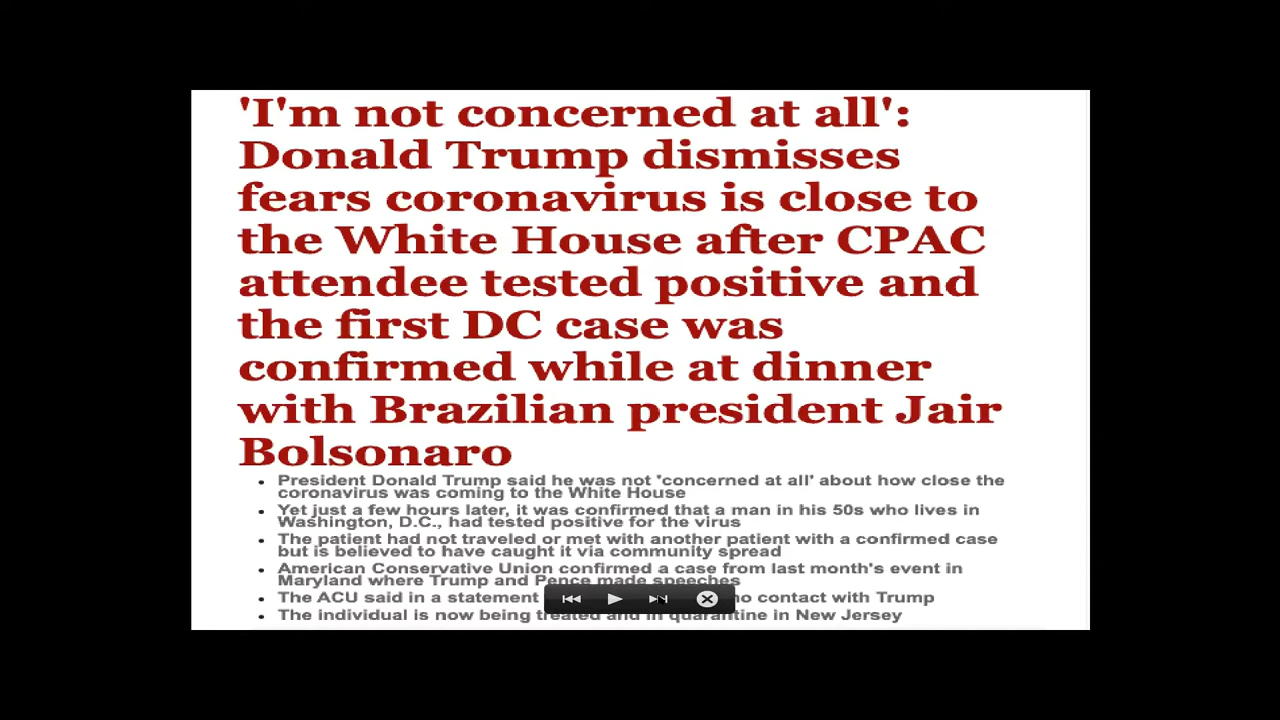 'I'm not concerned at all':
Donald Trump dismisses
fears coronavirus is close to
the White House after CPAC
attendee tested positive and
the first DC case was
confirmed while at dinner
with Brazilian president Jair
Bolsonaro
• President Donald Trump said he was not 'concerned at all' about how close the
coronavirus was coming to the White House
• Yet just a few hours later, it was confirmed that a man in his 50s who lives in
Washington, D.C., had tested positive for the virus
• The patient had not traveled or met with another patient with a confirmed case
but is believed to have caught it via community spread
• American Conservative Union confirmed a case from last month's event in
Maryland where Trump and Pence made speeches
• The ACU said in a statement no contact with Trump
• The individual is now being treated and in quarantine in New Jersey